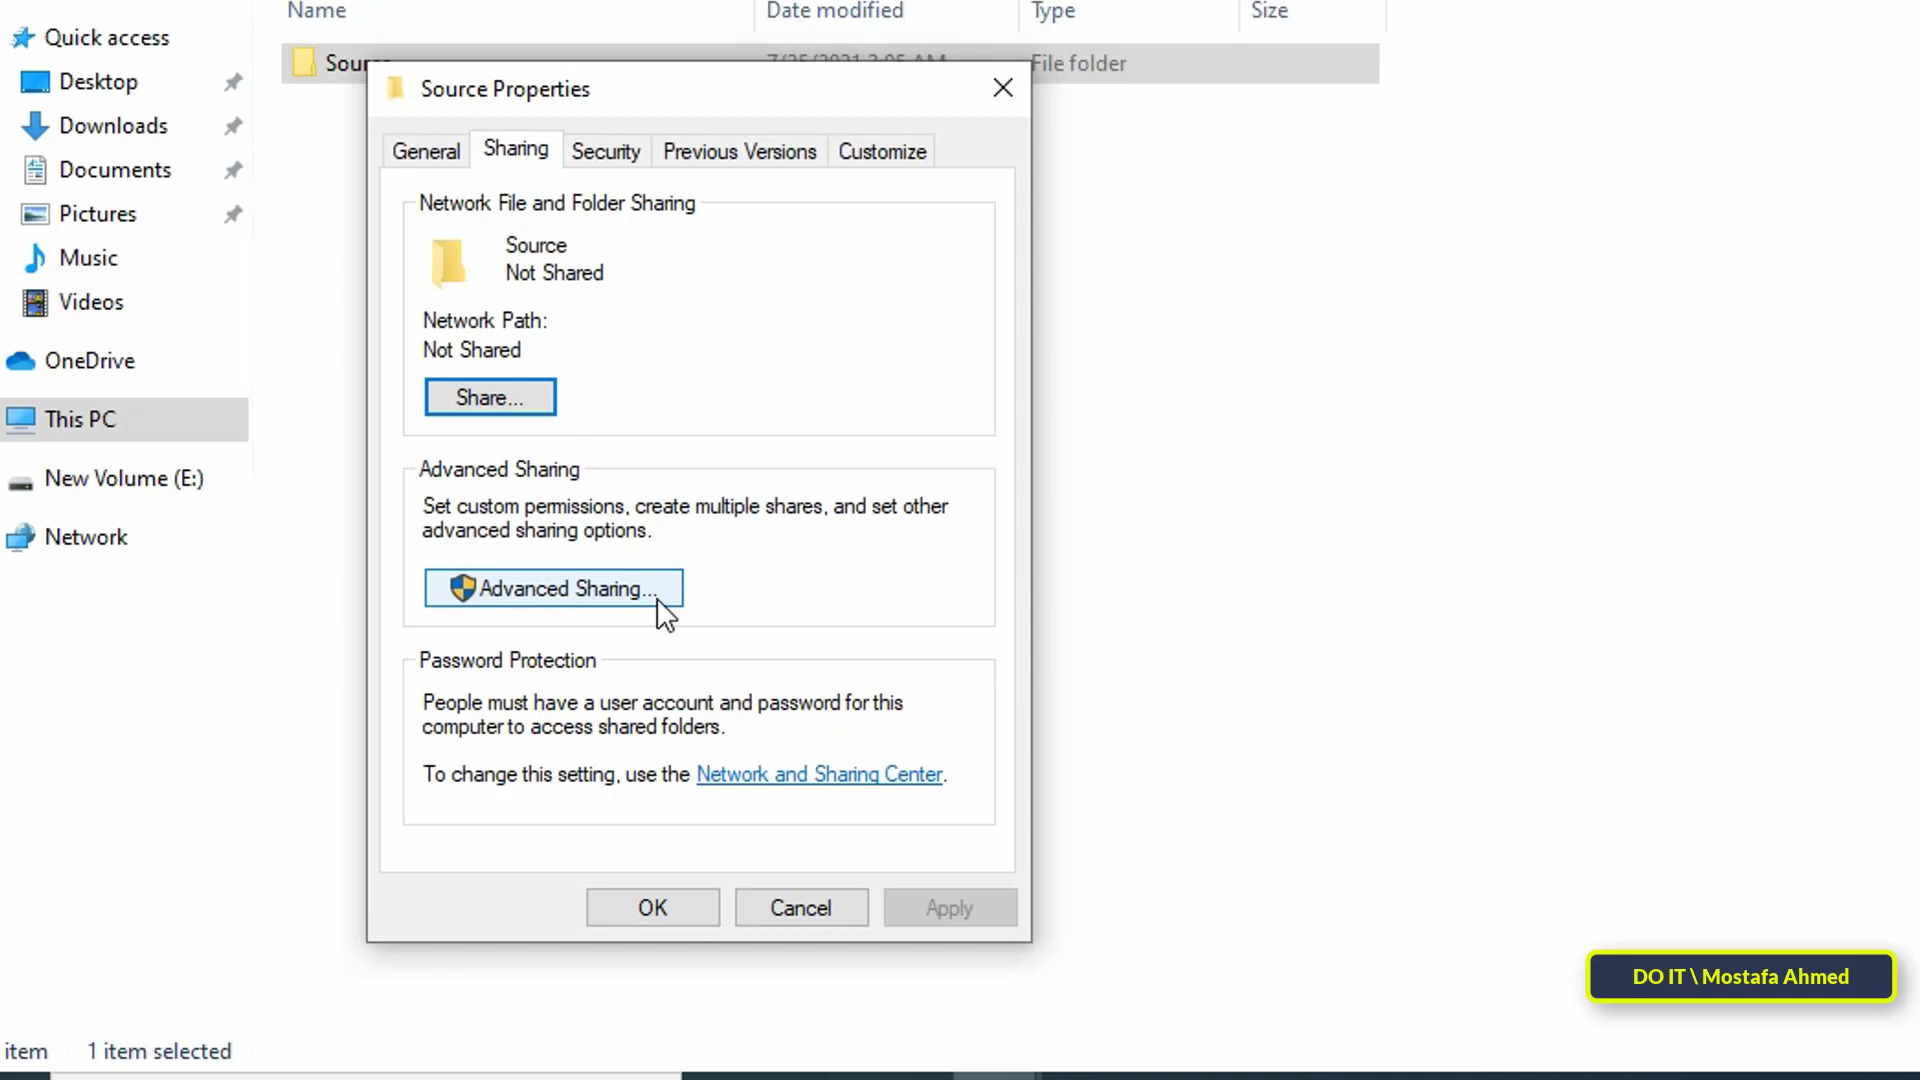 Name
Date modified
Type
Size
Quick access
Desktop
Downloads
Documents
Pictures
Music
Videos
OneDrive
This PC
New Volume (E:)
Network
File folder
Source Properties
General
Sharing
Security
Previous Versions
Customize
Network File and Folder Sharing
Source
Not Shared
Network Path:
Not Shared
Share...
Advanced Sharing
Set custom permissions, create multiple shares, and set other
advanced sharing options.
Advanced Sharing...
Password Protection
People must have a user account and password for this
computer to access shared folders.
To change this setting, use the Network and Sharing Center.
OK
Cancel
Apply
DO IT \ Mostafa Ahmed
item
1 item selected